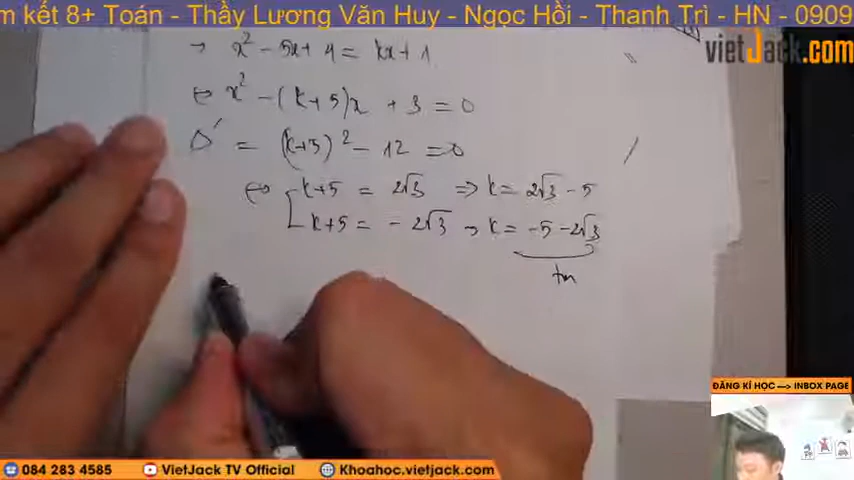 m kết 8+ Toán - Thầy Lương Văn Huy - Ngọc Hồi - Thanh Trì - HN - 0909
vietJack.com
→ x² - 5x + 4 = kx + 1
⇔ x² - (k+5)x + 3 = 0
Δ' = (k+5)² - 12 = 0
⇔ [ k+5 = 2√3 ⇒ k = 2√3 - 5
k+5 = - 2√3 → k = -5 - 2√3
tm
ĐĂNG KÍ HỌC —> INBOX PAGE
084 283 4585 VietJack TV Official Khoahoc.vietjack.com